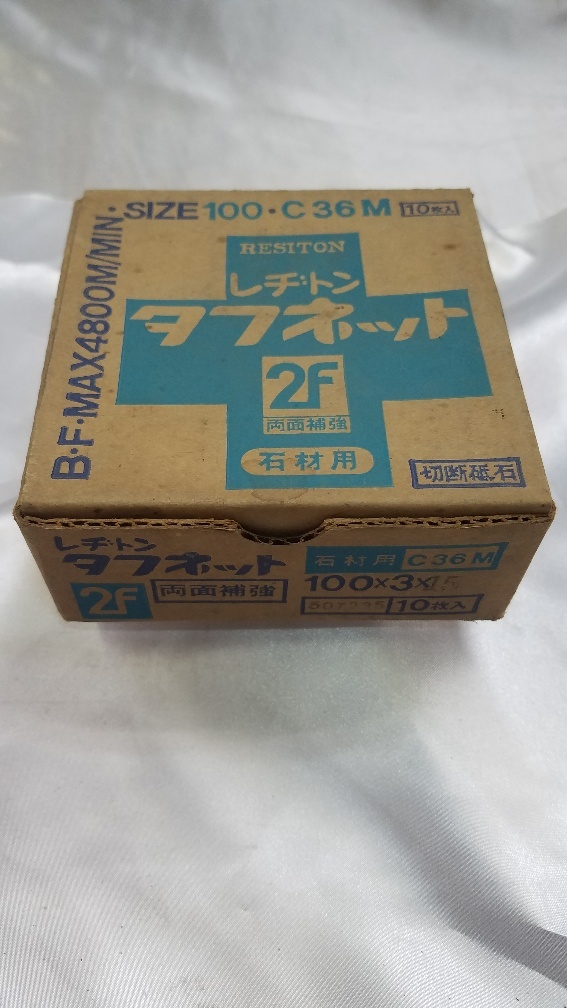 SIZE 100・C36M 10枚入
B・F・MAX4800M/MIN・
RESITON
レヂトン
タフネット
2F
両面補強
石材用
切断砥石
レヂトン
タフネット
石材用 C36M
2F 両面補強
100×3×15
10枚入